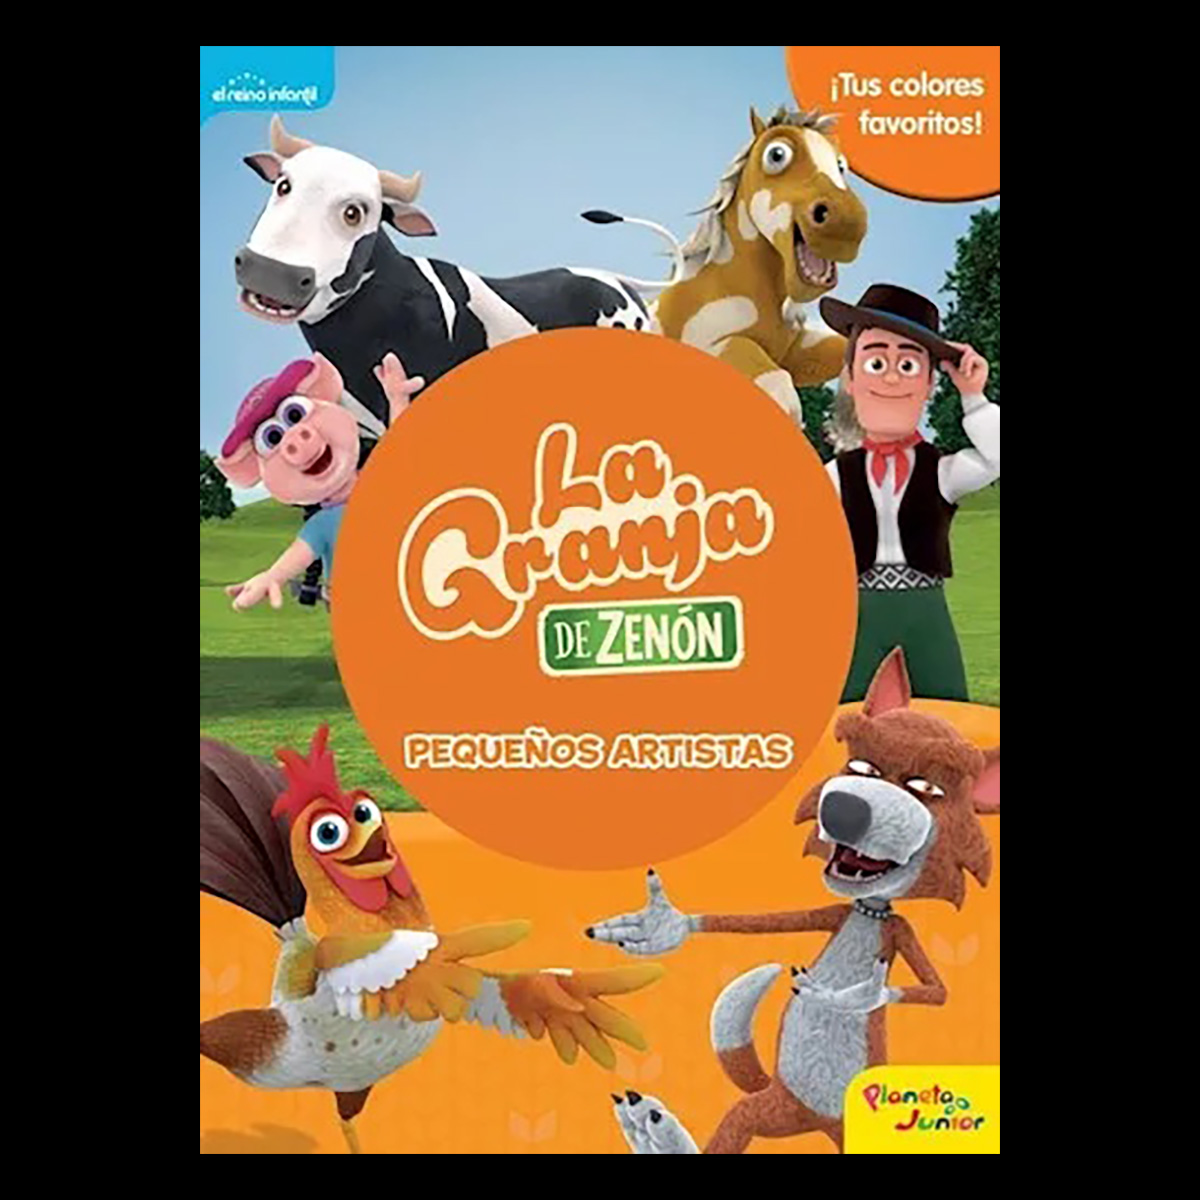 el reino infantil
¡Tus colores
favoritos!
La
Granja
DE ZENÓN
PEQUEÑOS ARTISTAS
Planeta
Junior